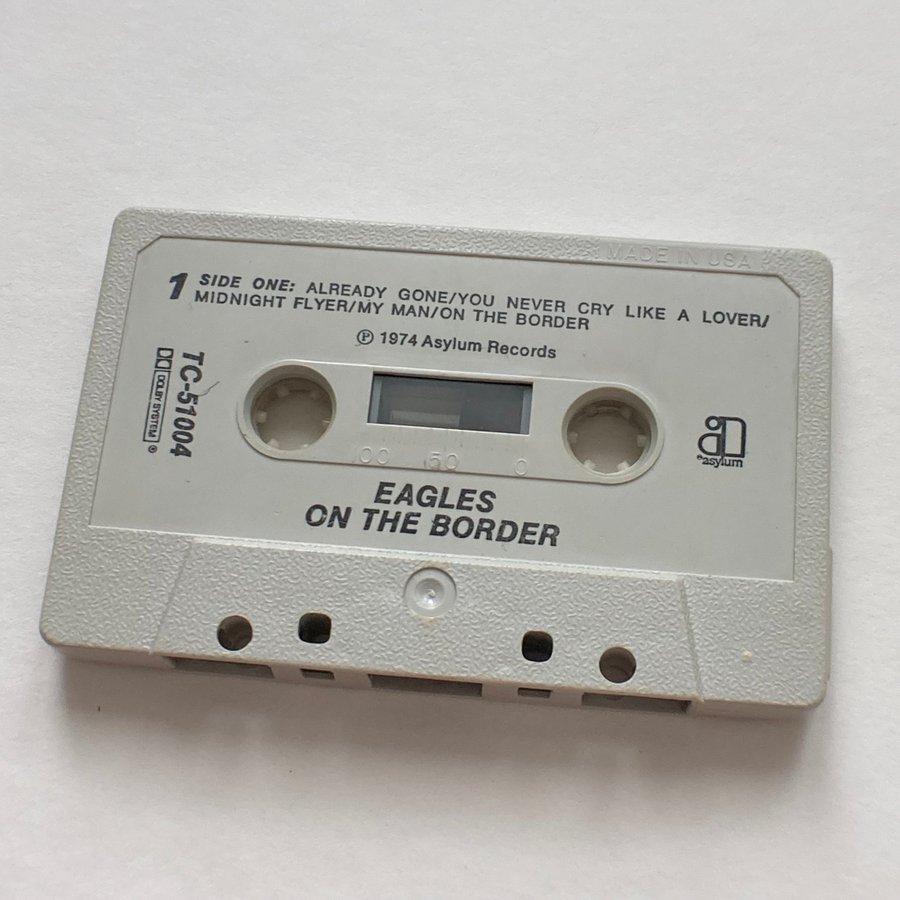 MADE IN USA
1 SIDE ONE: ALREADY GONE/YOU NEVER CRY LIKE A LOVER/
MIDNIGHT FLYER/MY MAN/ON THE BORDER
℗ 1974 Asylum Records
TC-51004
DOLBY SYSTEM ®
asylum
100 50 0
EAGLES
ON THE BORDER